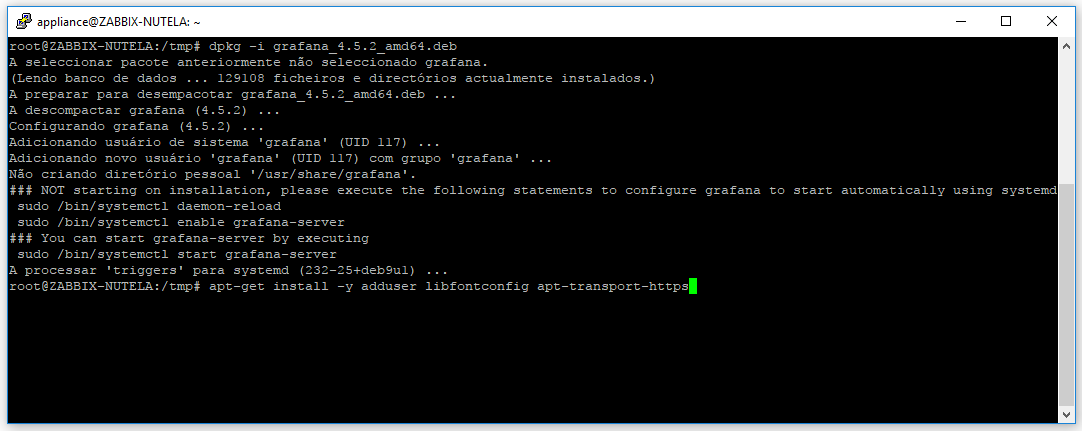 appliance@ZABBIX-NUTELA: ~
root@ZABBIX-NUTELA:/tmp# dpkg -i grafana_4.5.2_amd64.deb
A seleccionar pacote anteriormente não seleccionado grafana.
(Lendo banco de dados ... 129108 ficheiros e directórios actualmente instalados.)
A preparar para desempacotar grafana_4.5.2_amd64.deb ...
A descompactar grafana (4.5.2) ...
Configurando grafana (4.5.2) ...
Adicionando usuário de sistema 'grafana' (UID 117) ...
Adicionando novo usuário 'grafana' (UID 117) com grupo 'grafana' ...
Não criando diretório pessoal '/usr/share/grafana'.
### NOT starting on installation, please execute the following statements to configure grafana to start automatically using systemd
 sudo /bin/systemctl daemon-reload
 sudo /bin/systemctl enable grafana-server
### You can start grafana-server by executing
 sudo /bin/systemctl start grafana-server
A processar 'triggers' para systemd (232-25+deb9u1) ...
root@ZABBIX-NUTELA:/tmp# apt-get install -y adduser libfontconfig apt-transport-https